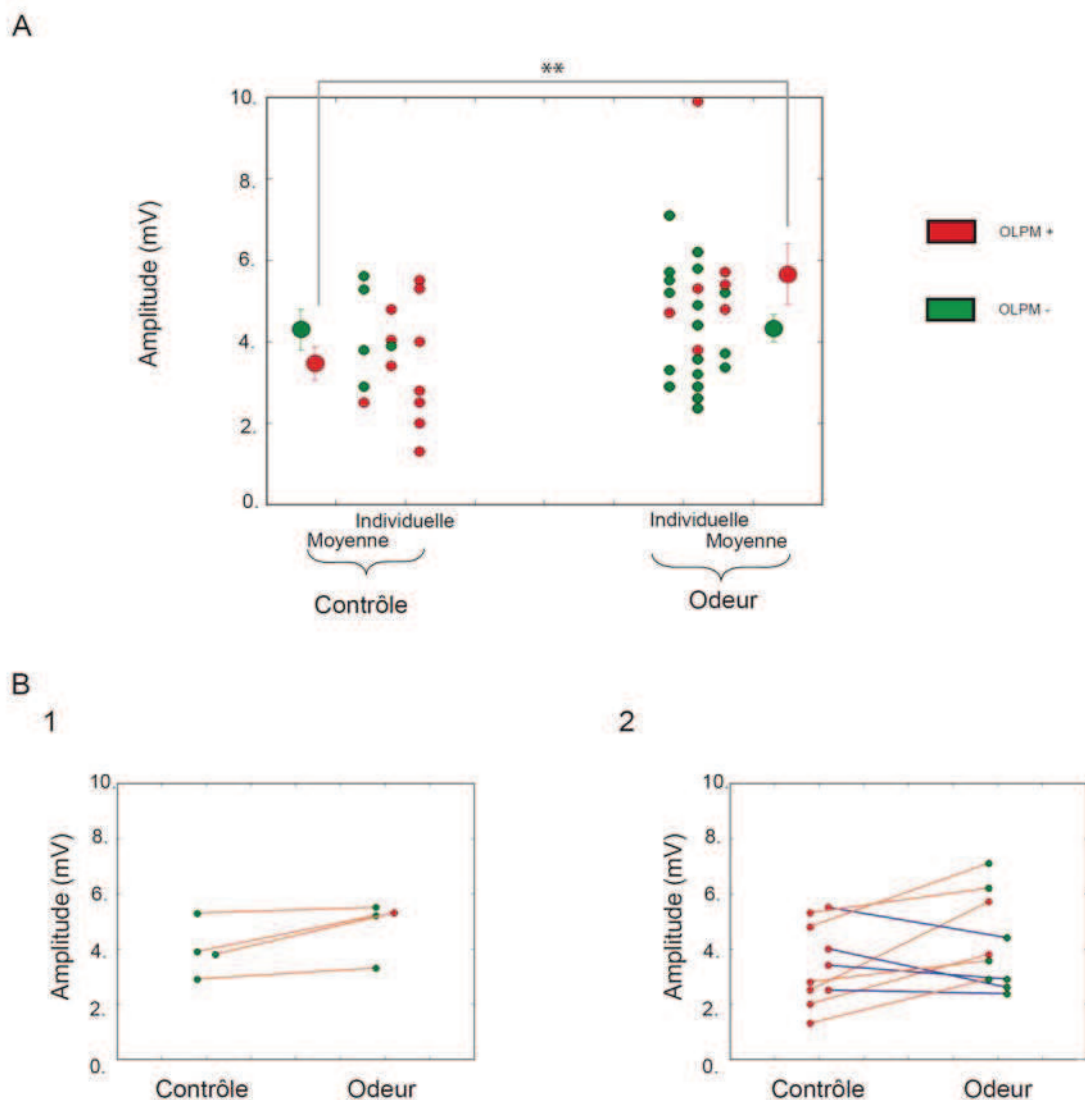 A
**
10.
8.
6.
4.
2.
0.
Amplitude (mV)
OLPM +
OLPM -
Individuelle
Moyenne
Contrôle
Individuelle
Moyenne
Odeur
B
1
10.
8.
6.
4.
2.
0.
Amplitude (mV)
Contrôle
Odeur
2
10.
8.
6.
4.
2.
0.
Amplitude (mV)
Contrôle
Odeur